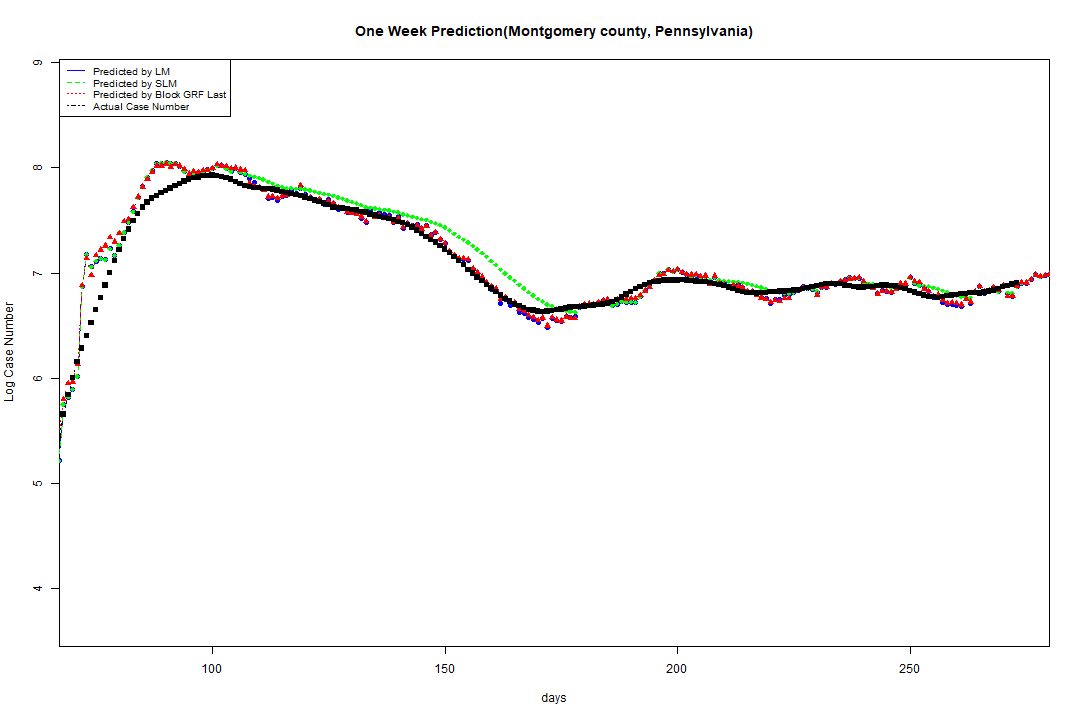 One Week Prediction(Montgomery county, Pennsylvania)
Predicted by LM
Predicted by SLM
Predicted by Block GRF Last
Actual Case Number
9
8
7
6
5
4
Log Case Number
100 150 200 250
days